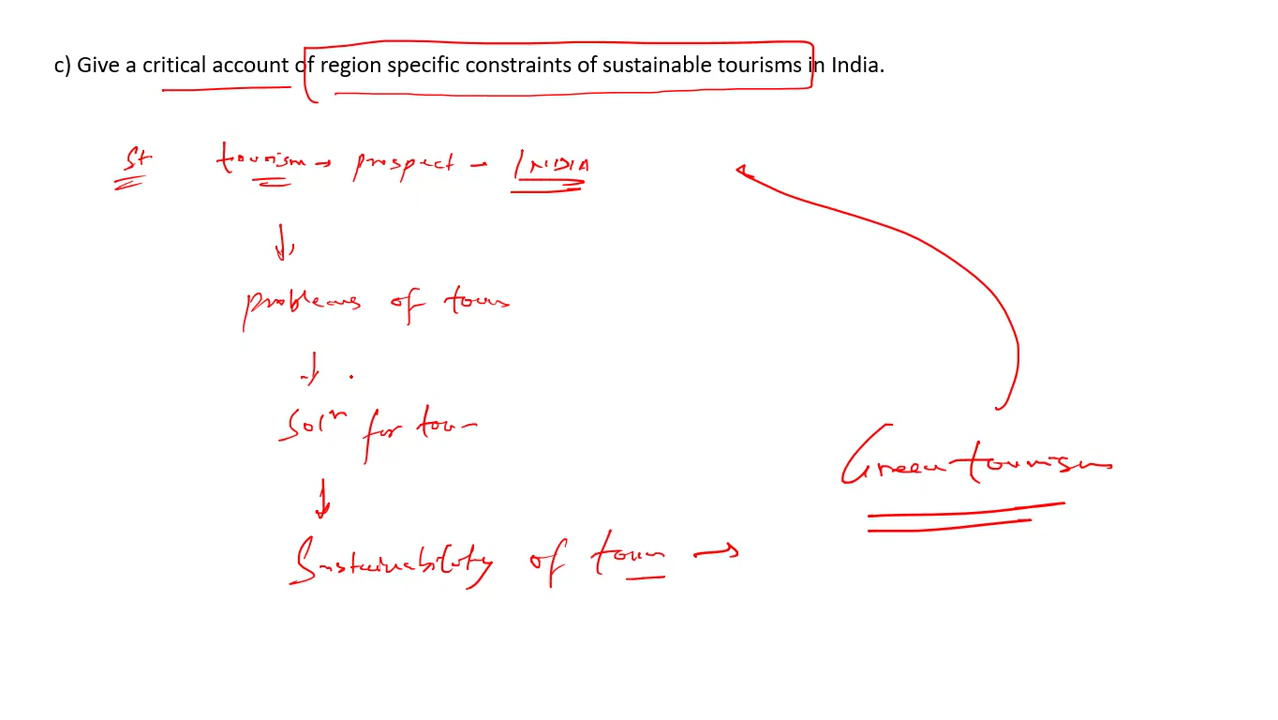 c) Give a critical account of region specific constraints of sustainable tourisms in India.
St tourism → prospect - INDIA
↓
problems of tours
↓
Solⁿ for tour
↓
Green tourism
Sustainability of tour →